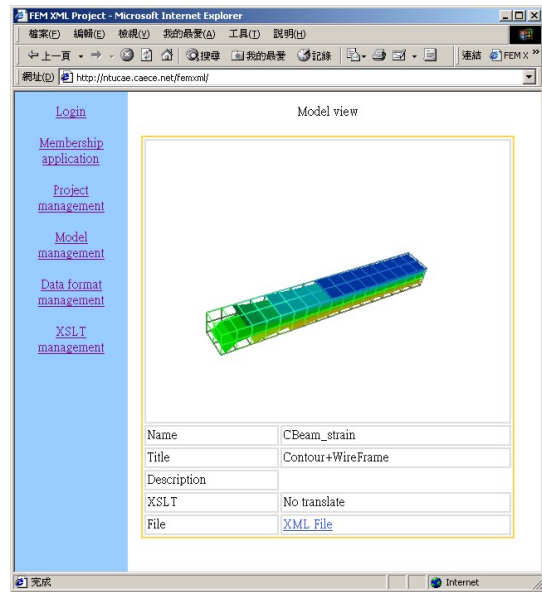 FEM XML Project - Microsoft Internet Explorer
檔案(F) 編輯(E) 檢視(V) 我的最愛(A) 工具(T) 說明(H)
上一頁 搜尋 我的最愛 記錄 連結 FEM X »
網址(D) http://ntucae.caece.net/femxml/
Login
Membership
application
Project
management
Model
management
Data format
management
XSLT
management
Model view
Name CBeam_strain
Title Contour+WireFrame
Description
XSLT No translate
File XML File
完成 Internet